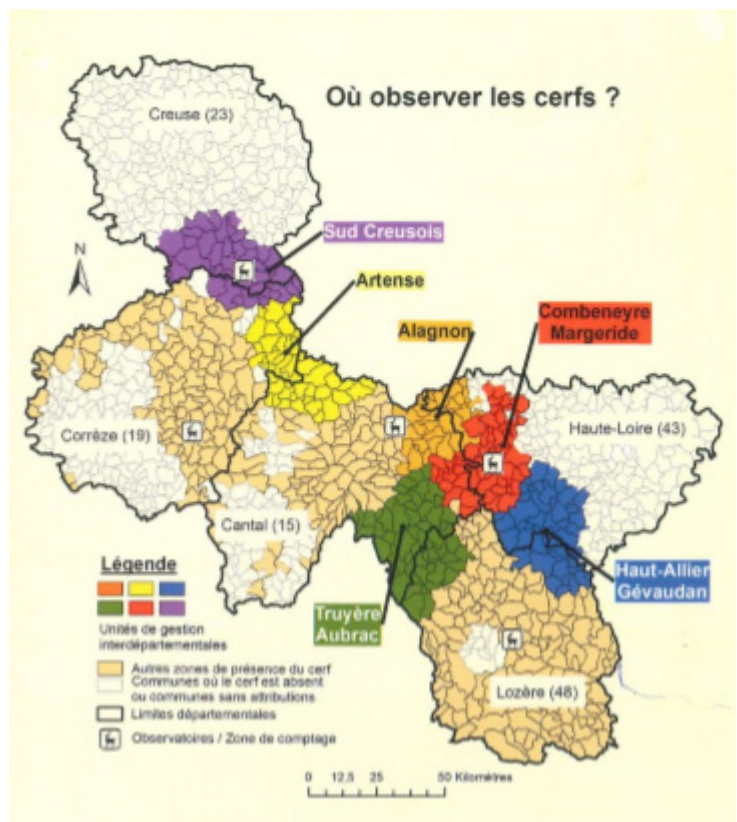 Où observer les cerfs ?
Creuse (23)
Sud Creusois
N
Artense
Combeneyre
Margeride
Alagnon
Corrèze (19)
Haute-Loire (43)
Cantal (15)
Légende
Unités de gestion
interdépartementales
Autres zones de présence du cerf
Communes où le cerf est absent
ou communes sans attributions
Limites départementales
Observatoires / Zone de comptage
Truyère
Aubrac
Haut-Allier
Gévaudan
Lozère (48)
0 12,5 25 50 Kilomètres